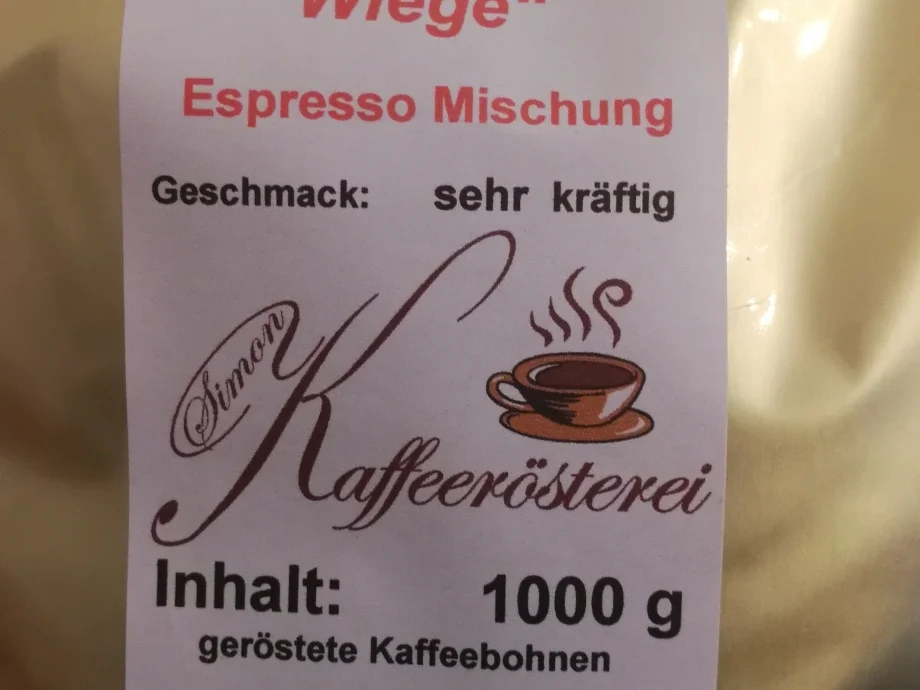 Wiege"
Espresso Mischung
Geschmack: sehr kräftig
Simon
Kaffeerösterei
Inhalt: 1000 g
geröstete Kaffeebohnen